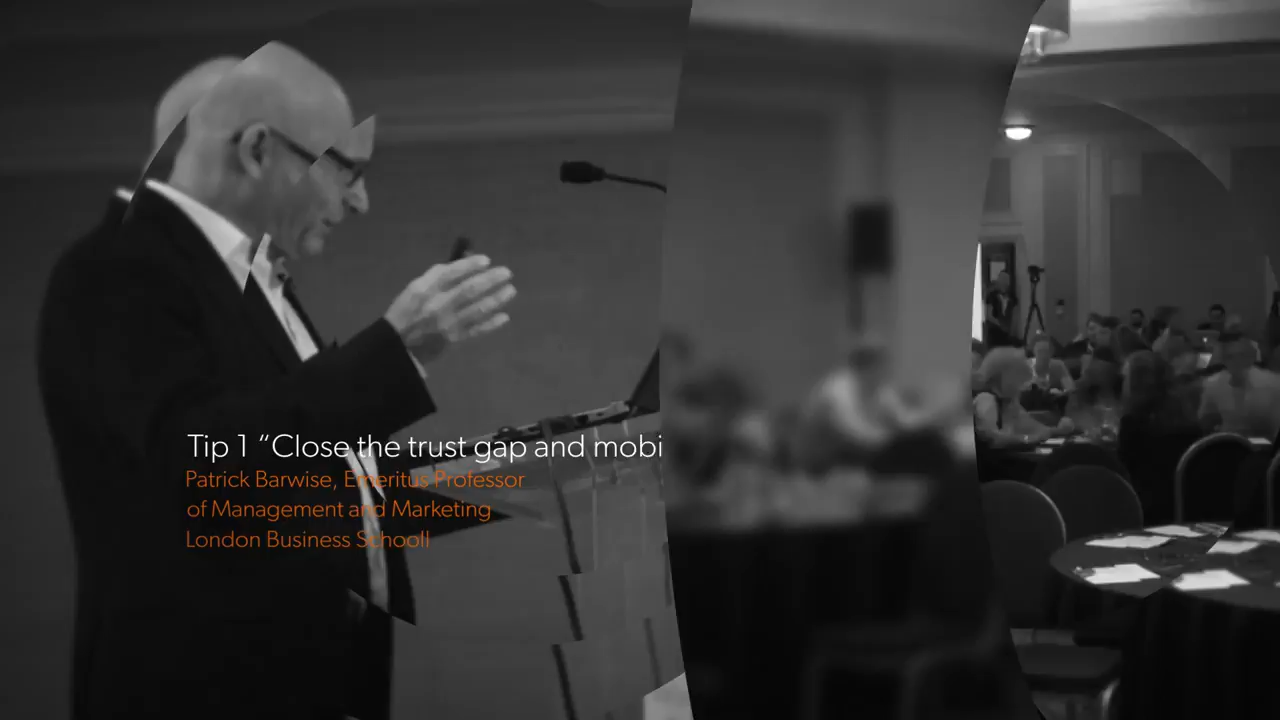 Tip 1 “Close the trust gap and mobi
Patrick Barwise, Emeritus Professor
of Management and Marketing
London Business Schooll